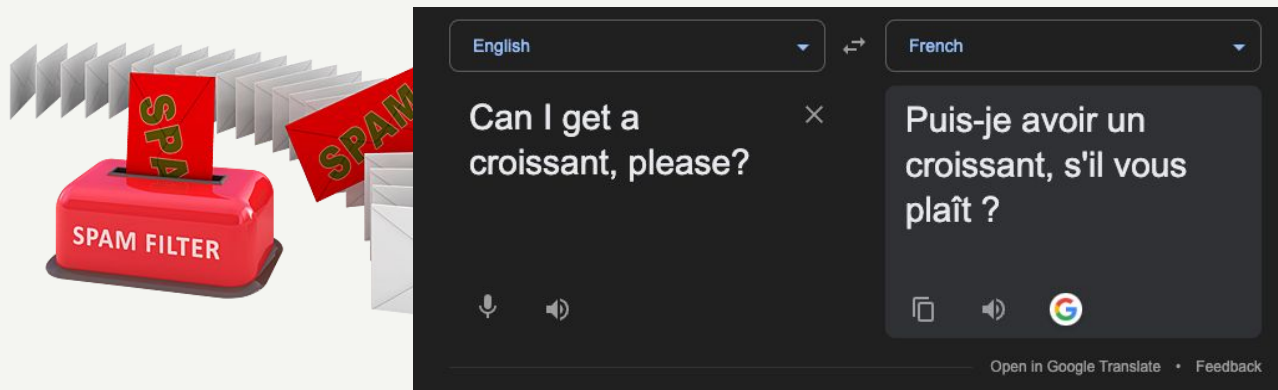 SPA
SPAM
SPAM FILTER
English
French
Can I get a
croissant, please?
Puis-je avoir un
croissant, s'il vous
plaît ?
Open in Google Translate • Feedback